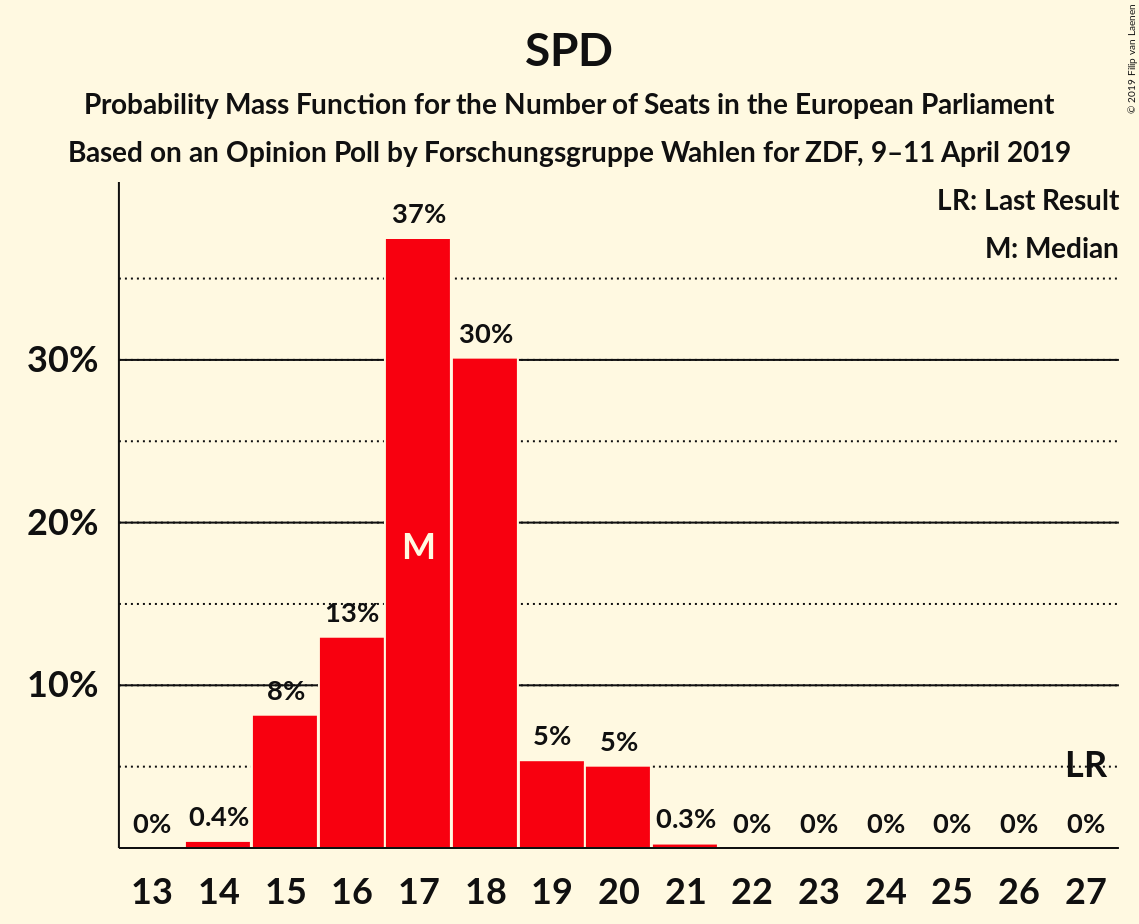 SPD
Probability Mass Function for the Number of Seats in the European Parliament
Based on an Opinion Poll by Forschungsgruppe Wahlen for ZDF, 9–11 April 2019
© 2019 Filip van Laenen
LR: Last Result
M: Median
37%
30%
30%
20%
M
13%
10%
8%
5%
5%
LR
0%
0.4%
0.3%
0%
0%
0%
0%
0%
0%
13 14 15 16 17 18 19 20 21 22 23 24 25 26 27